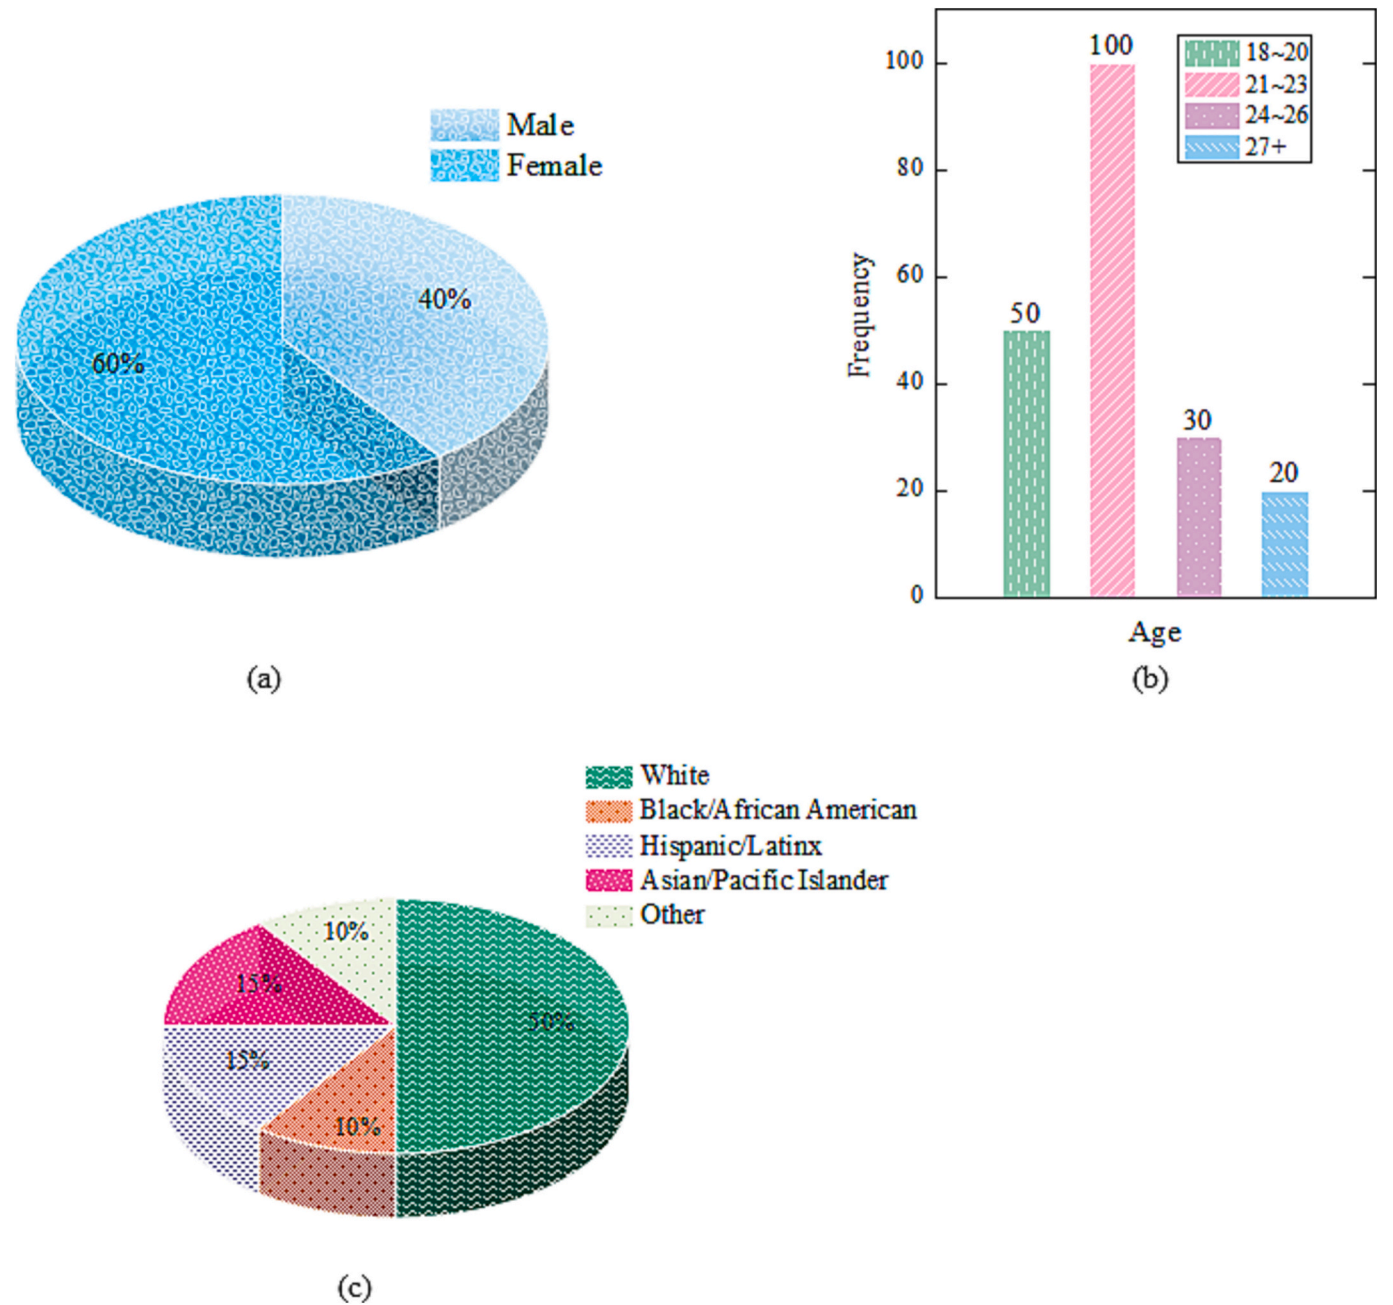 Male
Female
40%
60%
(a)
100
80
60
40
20
0
Frequency
50
100
30
20
18~20
21~23
24~26
27+
Age
(b)
White
Black/African American
Hispanic/Latinx
Asian/Pacific Islander
Other
10%
15%
50%
15%
10%
(c)